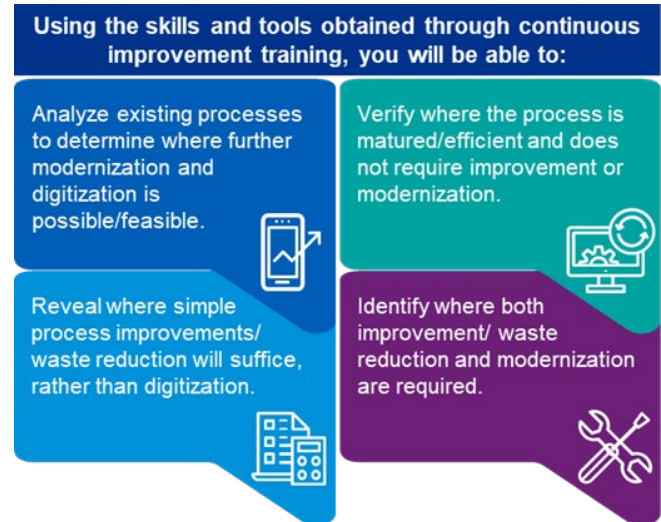 Using the skills and tools obtained through continuous
improvement training, you will be able to:
Analyze existing processes
to determine where further
modernization and
digitization is
possible/feasible.
Verify where the process is
matured/efficient and does
not require improvement or
modernization.
Reveal where simple
process improvements/
waste reduction will suffice,
rather than digitization.
Identify where both
improvement/ waste
reduction and modernization
are required.